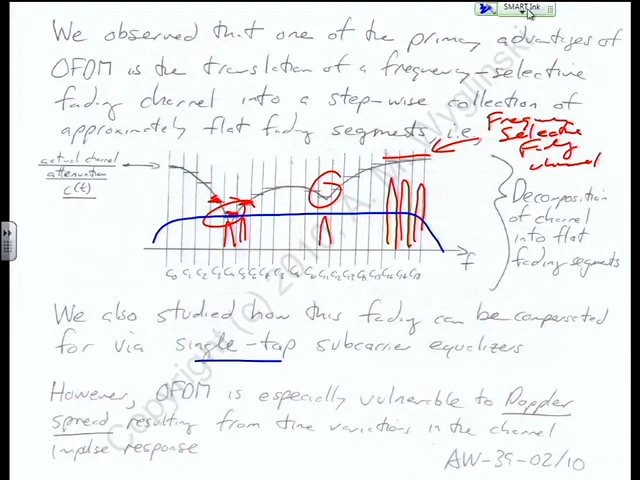 SMART Ink
We observed that one of the primary advantages of
OFDM is the translation of a frequency-selective
fading channel into a step-wise collection of
approximately flat fading segments, i.e.,
Frequency
Selective
Fady
channel
actual channel
attenuation
C(t)
Decomposition
of channel
into flat
fading segments
f
We also studied how this fading can be compensated
for via single-tap subcarrier equalizers
However, OFDM is especially vulnerable to Doppler
spread resulting from time variations in the channel
impulse response
AW-39-02/10
Copyright (c) 2010, A. M. Wyglinski